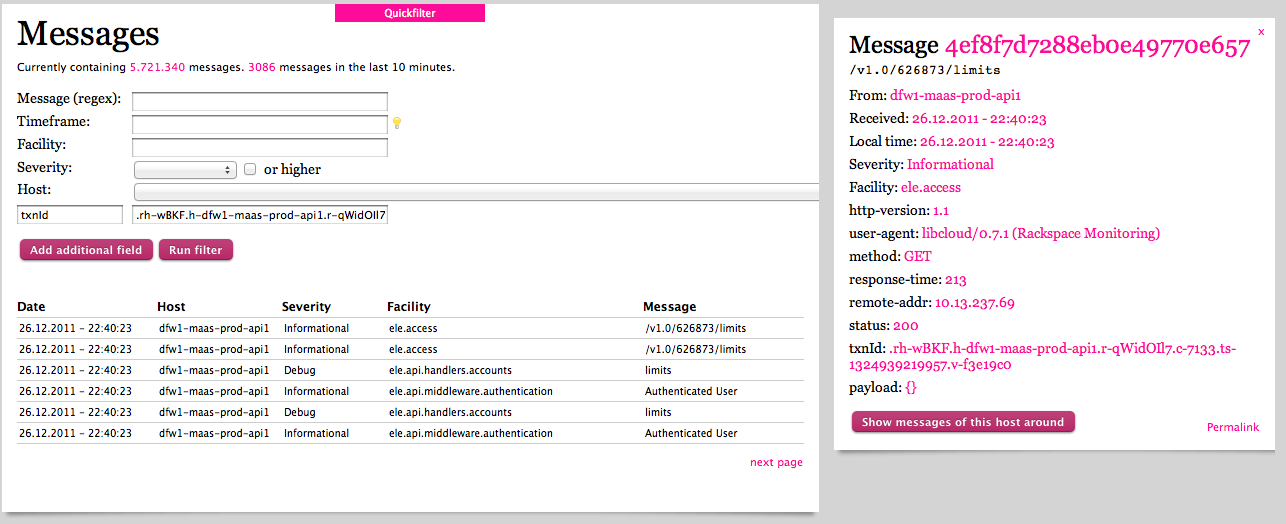 Quickfilter
Messages
Currently containing 5.721.340 messages. 3086 messages in the last 10 minutes.
Message (regex):
Timeframe:
Facility:
Severity: or higher
Host:
txnId .rh-wBKF.h-dfw1-maas-prod-api1.r-qWidOIl7
Add additional field Run filter
Date Host Severity Facility Message
26.12.2011 - 22:40:23 dfw1-maas-prod-api1 Informational ele.access /v1.0/626873/limits
26.12.2011 - 22:40:23 dfw1-maas-prod-api1 Informational ele.access /v1.0/626873/limits
26.12.2011 - 22:40:23 dfw1-maas-prod-api1 Debug ele.api.handlers.accounts limits
26.12.2011 - 22:40:23 dfw1-maas-prod-api1 Informational ele.api.middleware.authentication Authenticated User
26.12.2011 - 22:40:23 dfw1-maas-prod-api1 Debug ele.api.handlers.accounts limits
26.12.2011 - 22:40:23 dfw1-maas-prod-api1 Informational ele.api.middleware.authentication Authenticated User
next page
x
Message 4ef8f7d7288eb0e49770e657
/v1.0/626873/limits
From: dfw1-maas-prod-api1
Received: 26.12.2011 - 22:40:23
Local time: 26.12.2011 - 22:40:23
Severity: Informational
Facility: ele.access
http-version: 1.1
user-agent: libcloud/0.7.1 (Rackspace Monitoring)
method: GET
response-time: 213
remote-addr: 10.13.237.69
status: 200
txnId: .rh-wBKF.h-dfw1-maas-prod-api1.r-qWidOIl7.c-7133.ts-
1324939219957.v-f3e19c0
payload: {}
Show messages of this host around
Permalink